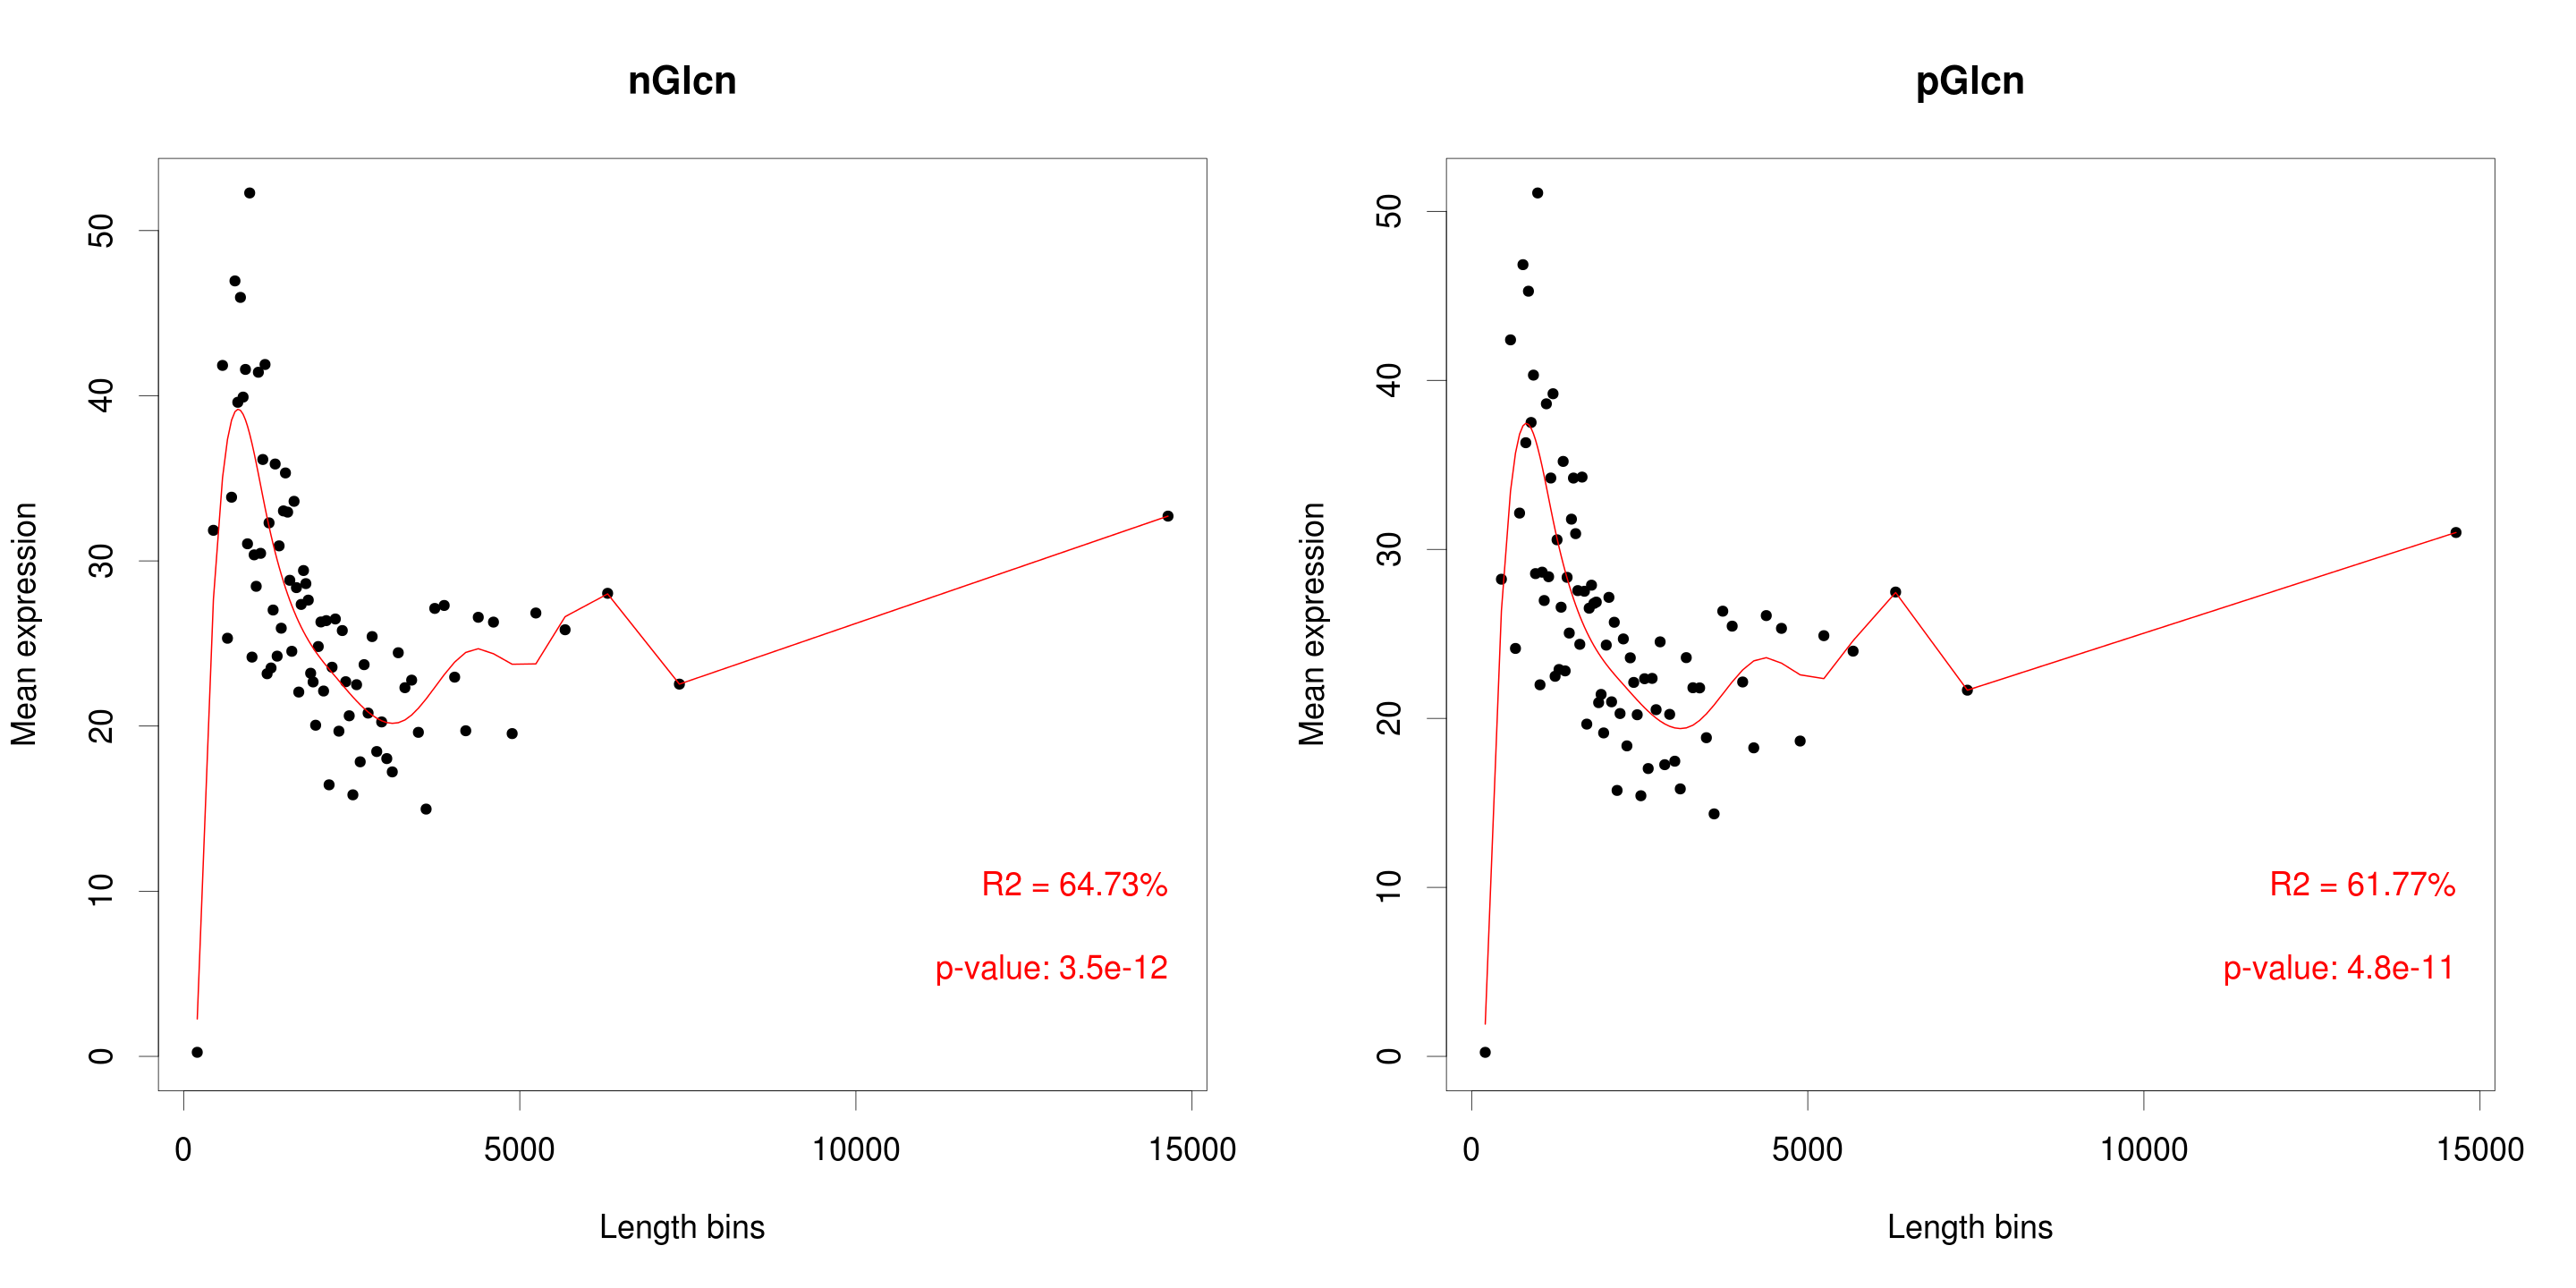 nGlcn
Mean expression
50
40
30
20
10
0
R2 = 64.73%
p-value: 3.5e-12
0 5000 10000 15000
Length bins
pGlcn
Mean expression
50
40
30
20
10
0
R2 = 61.77%
p-value: 4.8e-11
0 5000 10000 15000
Length bins